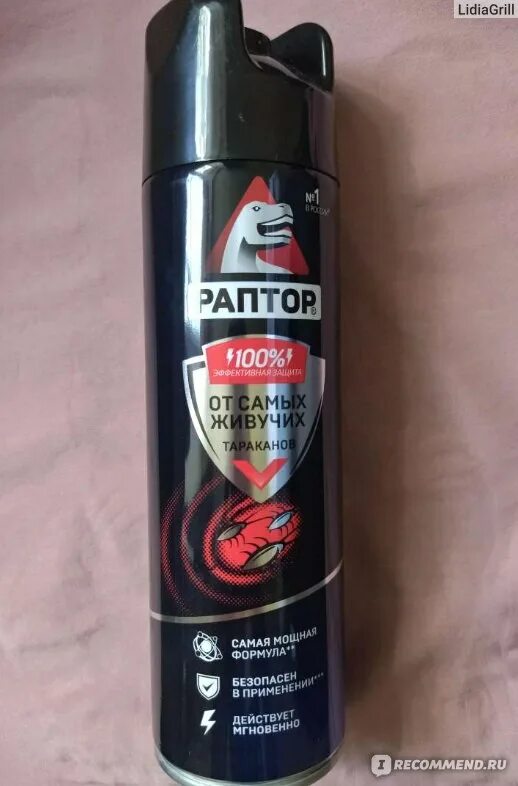 LidiaGrill
№1
В РОССИИ*
РАПТОР®
100%
ЭФФЕКТИВНАЯ ЗАЩИТА
ОТ САМЫХ
ЖИВУЧИХ
ТАРАКАНОВ
САМАЯ МОЩНАЯ
ФОРМУЛА**
БЕЗОПАСЕН
В ПРИМЕНЕНИИ***
ДЕЙСТВУЕТ
МГНОВЕННО
IRECOMMEND.RU